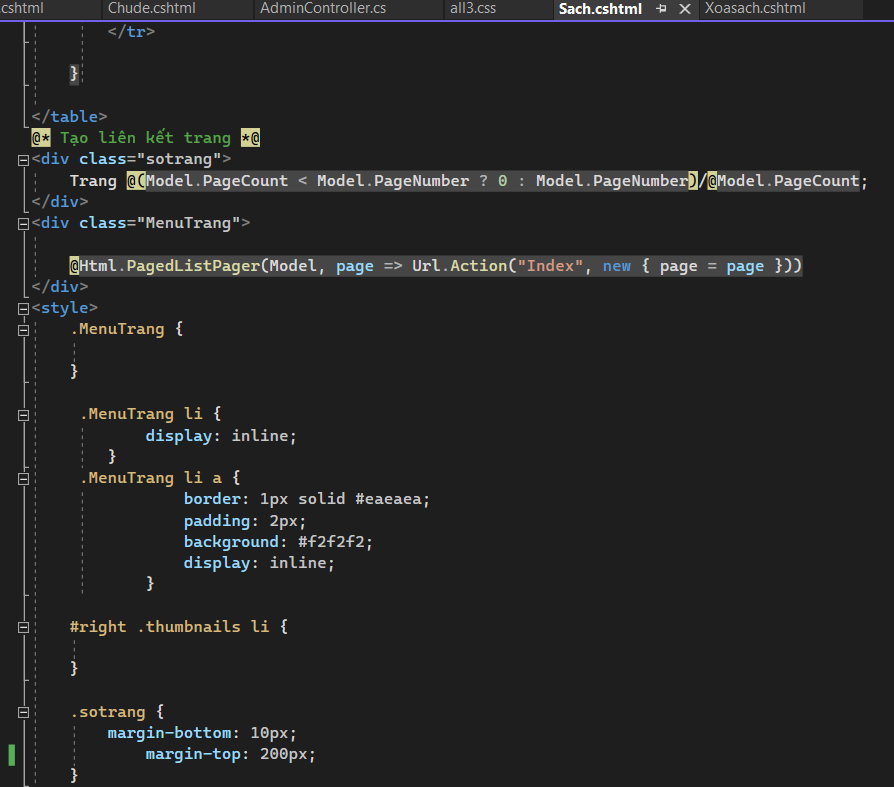 .cshtml Chude.cshtml AdminController.cs all3.css Sach.cshtml Xoasach.cshtml
</tr>
}
</table>
@* Tạo liên kết trang *@
<div class="sotrang">
Trang @(Model.PageCount < Model.PageNumber ? 0 : Model.PageNumber)/@Model.PageCount;
</div>
<div class="MenuTrang">
@Html.PagedListPager(Model, page => Url.Action("Index", new { page = page }))
</div>
<style>
.MenuTrang {
}
.MenuTrang li {
display: inline;
}
.MenuTrang li a {
border: 1px solid #eaeaea;
padding: 2px;
background: #f2f2f2;
display: inline;
}
#right .thumbnails li {
}
.sotrang {
margin-bottom: 10px;
margin-top: 200px;
}